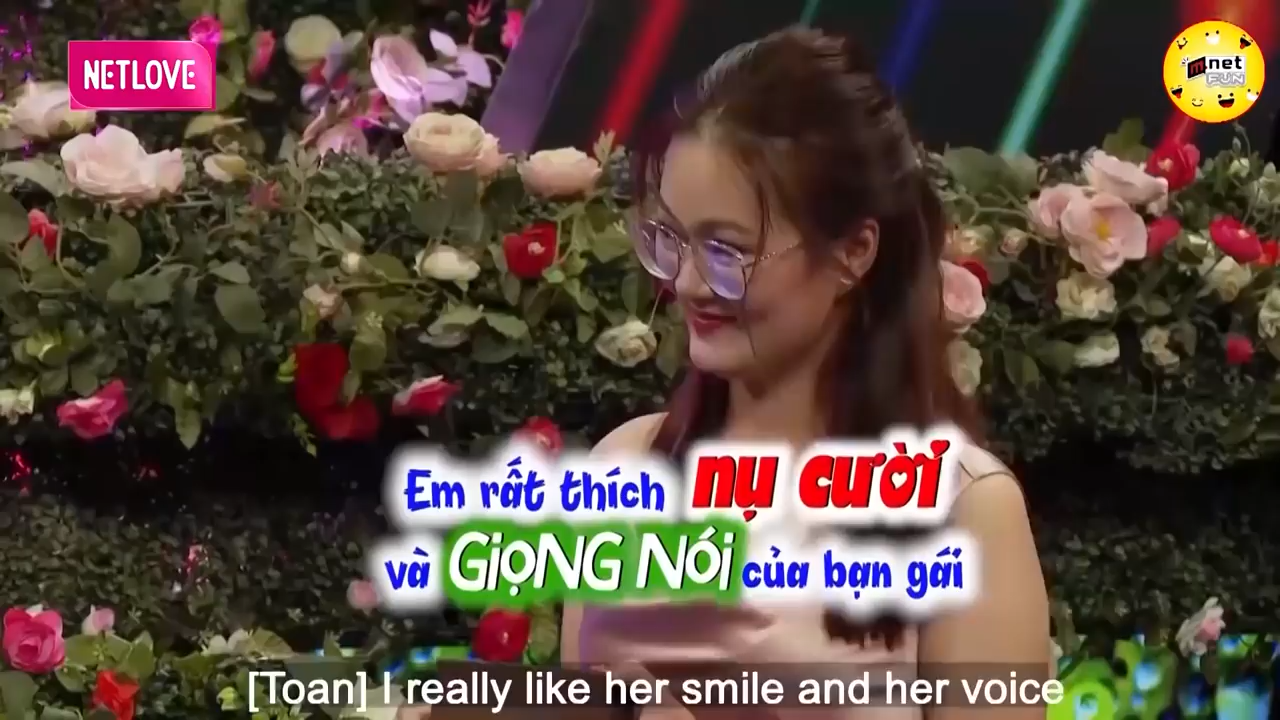 NETLOVE
mnet
FUN
Em rất thích nụ cười
và GiọNG Nói của bạn gái
[Toan] I really like her smile and her voice